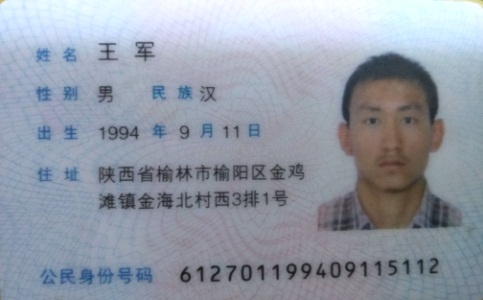 姓名 王军
性别 男 民族 汉
出生 1994 年 9 月 11 日
住址 陕西省榆林市榆阳区金鸡
滩镇金海北村西3排1号
公民身份号码 612701199409115112